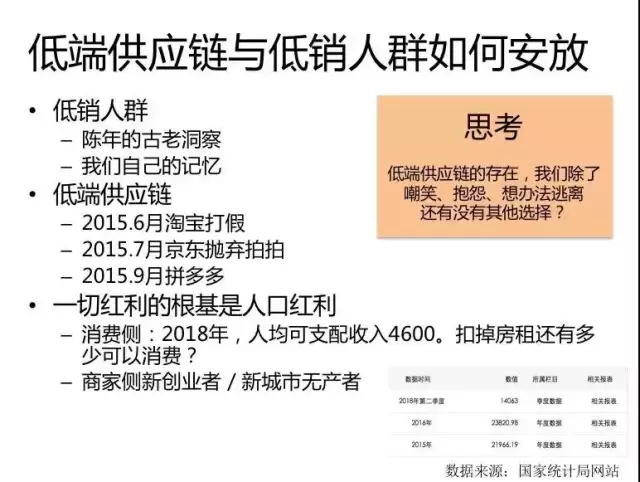 低端供应链与低销人群如何安放
• 低销人群
– 陈年的古老洞察
– 我们自己的记忆
• 低端供应链
– 2015.6月淘宝打假
– 2015.7月京东抛弃拍拍
– 2015.9月拼多多
• 一切红利的根基是人口红利
– 消费侧：2018年，人均可支配收入4600。扣掉房租还有多
少可以消费？
– 商家侧新创业者 / 新城市无产者
思考
低端供应链的存在，我们除了
嘲笑、抱怨、想办法逃离
还有没有其他选择？
数据时间 数值 所属栏目 相关报表
2018年第二季度 14063 季度数据 相关报表
2016年 23820.98 年度数据 相关报表
2015年 21966.19 年度数据 相关报表
数据来源：国家统计局网站